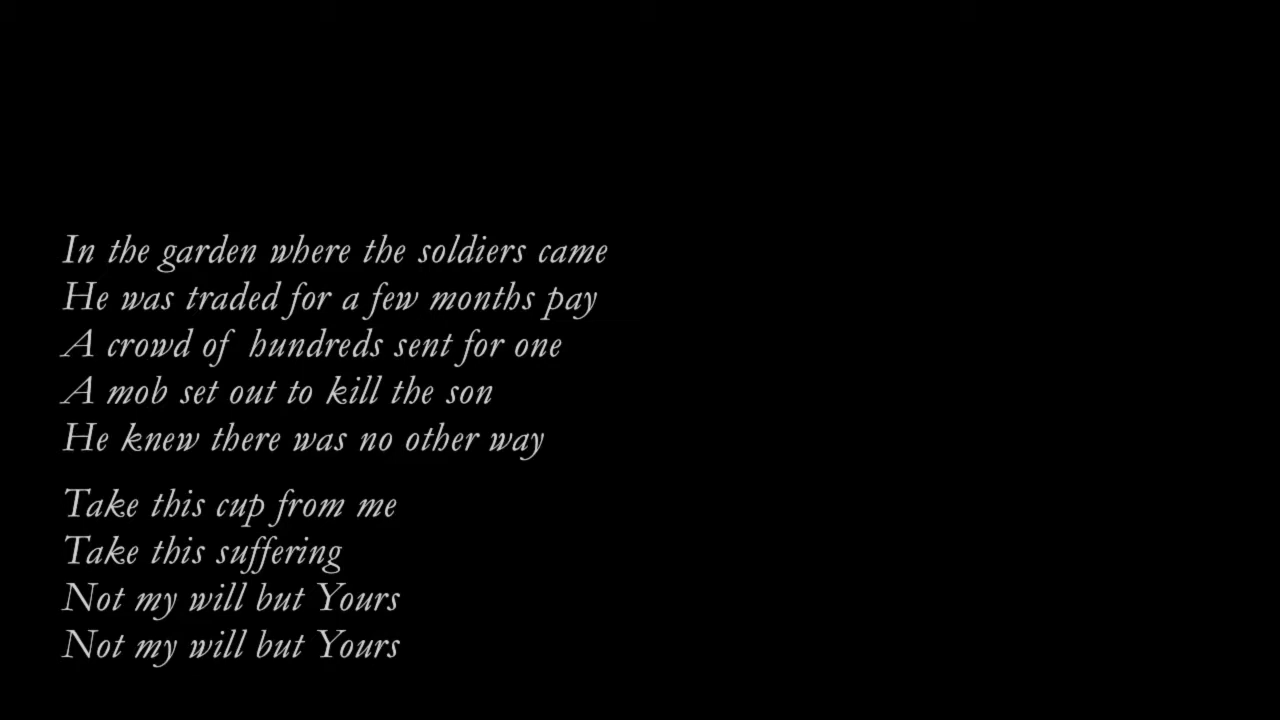 In the garden where the soldiers came
He was traded for a few months pay
A crowd of hundreds sent for one
A mob set out to kill the son
He knew there was no other way
Take this cup from me
Take this suffering
Not my will but Yours
Not my will but Yours